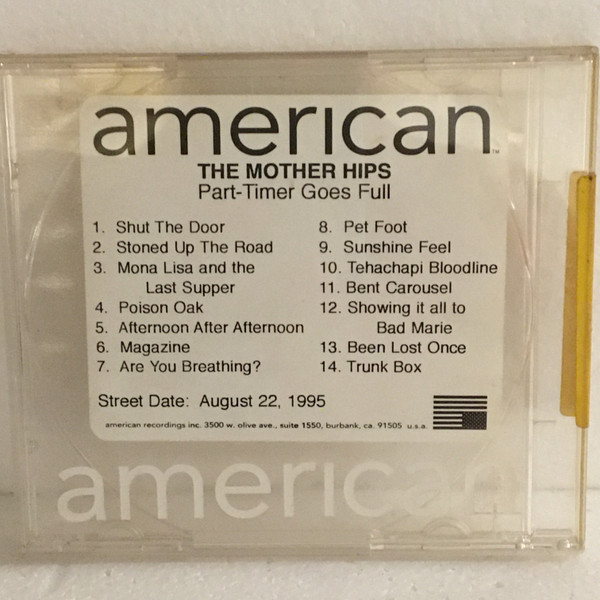 american™
THE MOTHER HIPS
Part-Timer Goes Full
1. Shut The Door
2. Stoned Up The Road
3. Mona Lisa and the
Last Supper
4. Poison Oak
5. Afternoon After Afternoon
6. Magazine
7. Are You Breathing?
8. Pet Foot
9. Sunshine Feel
10. Tehachapi Bloodline
11. Bent Carousel
12. Showing it all to
Bad Marie
13. Been Lost Once
14. Trunk Box
Street Date: August 22, 1995
american recordings inc. 3500 w. olive ave., suite 1550, burbank, ca. 91505 u.s.a.
american